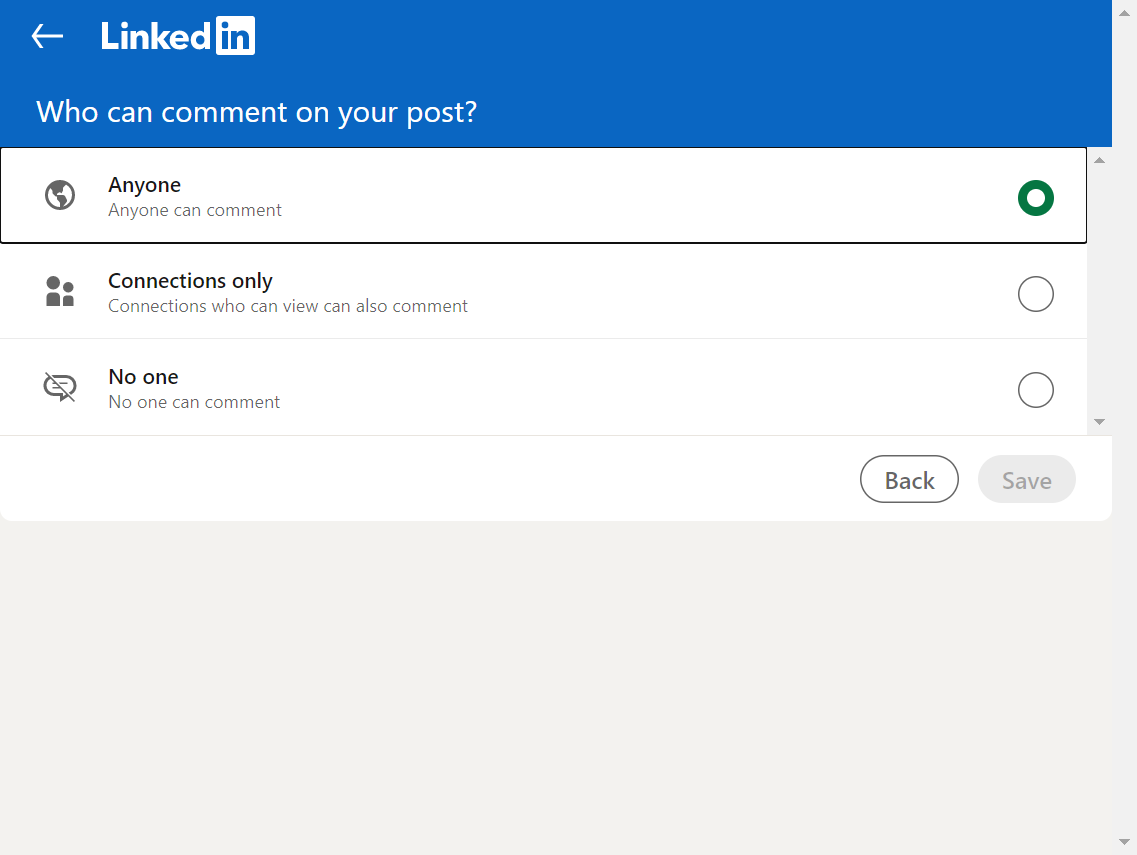 LinkedIn
Who can comment on your post?
Anyone
Anyone can comment
Connections only
Connections who can view can also comment
No one
No one can comment
Back
Save